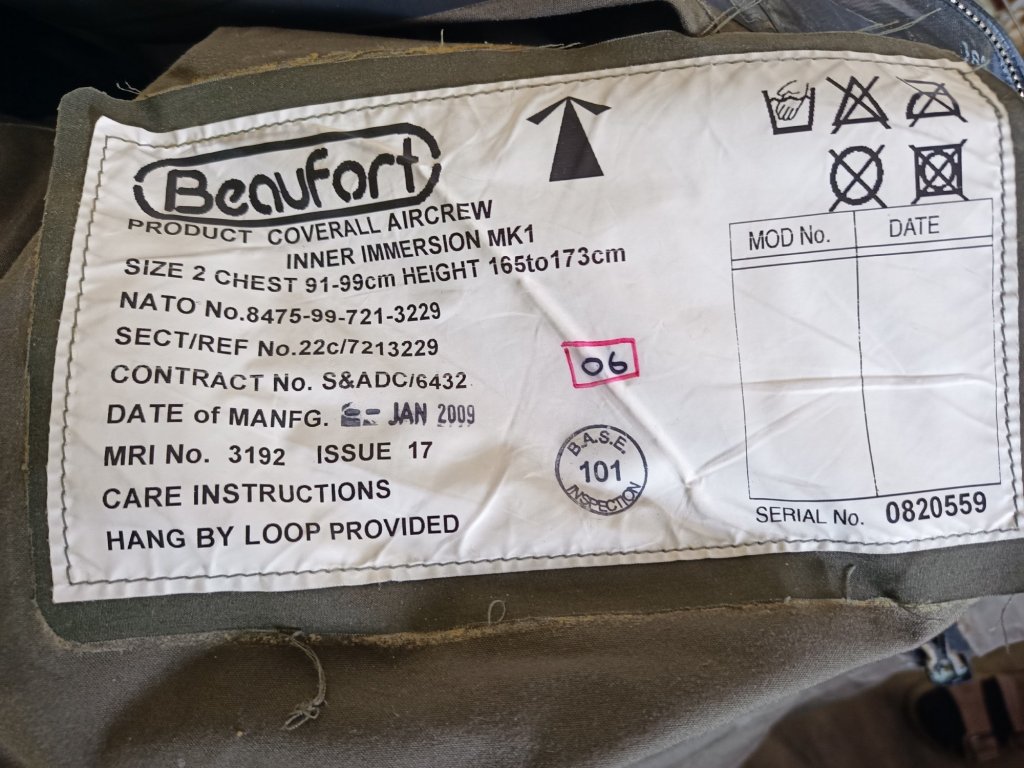 Beaufort
PRODUCT COVERALL AIRCREW
INNER IMMERSION MK1
SIZE 2 CHEST 91-99cm HEIGHT 165to173cm
NATO No.8475-99-721-3229
SECT/REF No.22c/7213229
CONTRACT No. S&ADC/6432
DATE of MANFG. JAN 2009
MRI No. 3192 ISSUE 17
CARE INSTRUCTIONS
HANG BY LOOP PROVIDED
06
B.A.S.E.
101
INSPECTION
MOD No. DATE
SERIAL No. 0820559